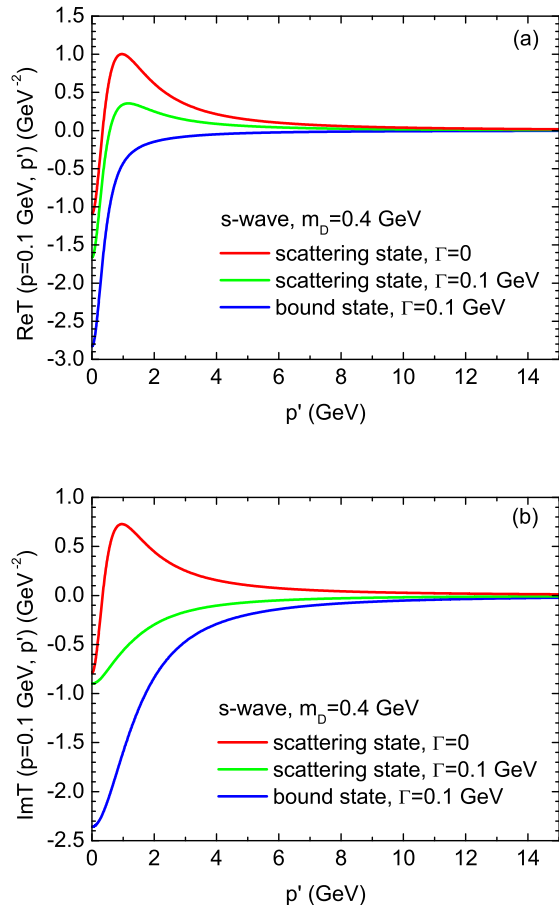 (a)
1.5
1.0
0.5
0.0
-0.5
-1.0
-1.5
-2.0
-2.5
-3.0
ReT (p=0.1 GeV, p') (GeV⁻²)
s-wave, m_D=0.4 GeV
scattering state, Γ=0
scattering state, Γ=0.1 GeV
bound state, Γ=0.1 GeV
0 2 4 6 8 10 12 14
p' (GeV)
(b)
1.0
0.5
0.0
-0.5
-1.0
-1.5
-2.0
-2.5
ImT (p=0.1 GeV, p') (GeV⁻²)
s-wave, m_D=0.4 GeV
scattering state, Γ=0
scattering state, Γ=0.1 GeV
bound state, Γ=0.1 GeV
0 2 4 6 8 10 12 14
p' (GeV)